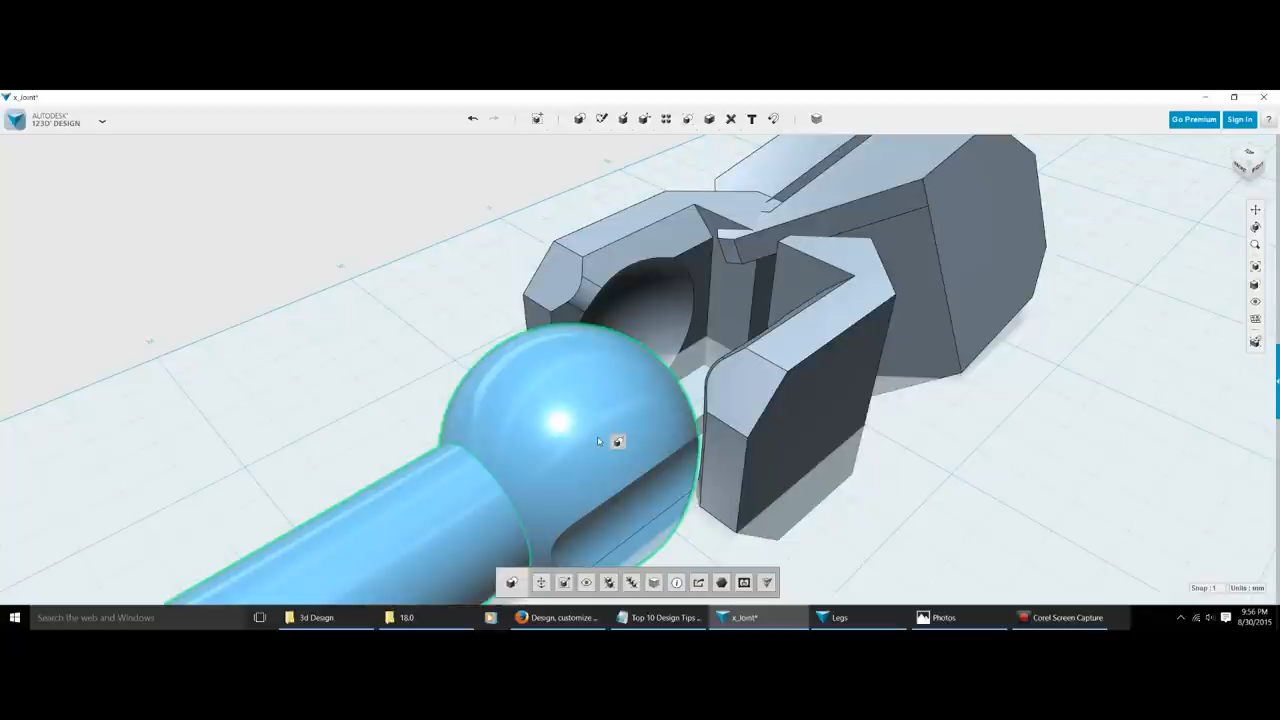 x_Joint*
AUTODESK®
123D® DESIGN
Go Premium
Sign In
?
Snap : 1
Units : mm
Search the web and Windows
3d Design
18.0
Design, customize ...
Top 10 Design Tips ...
x_Joint*
Legs
Photos
Corel Screen Capture
9:56 PM
8/30/2015